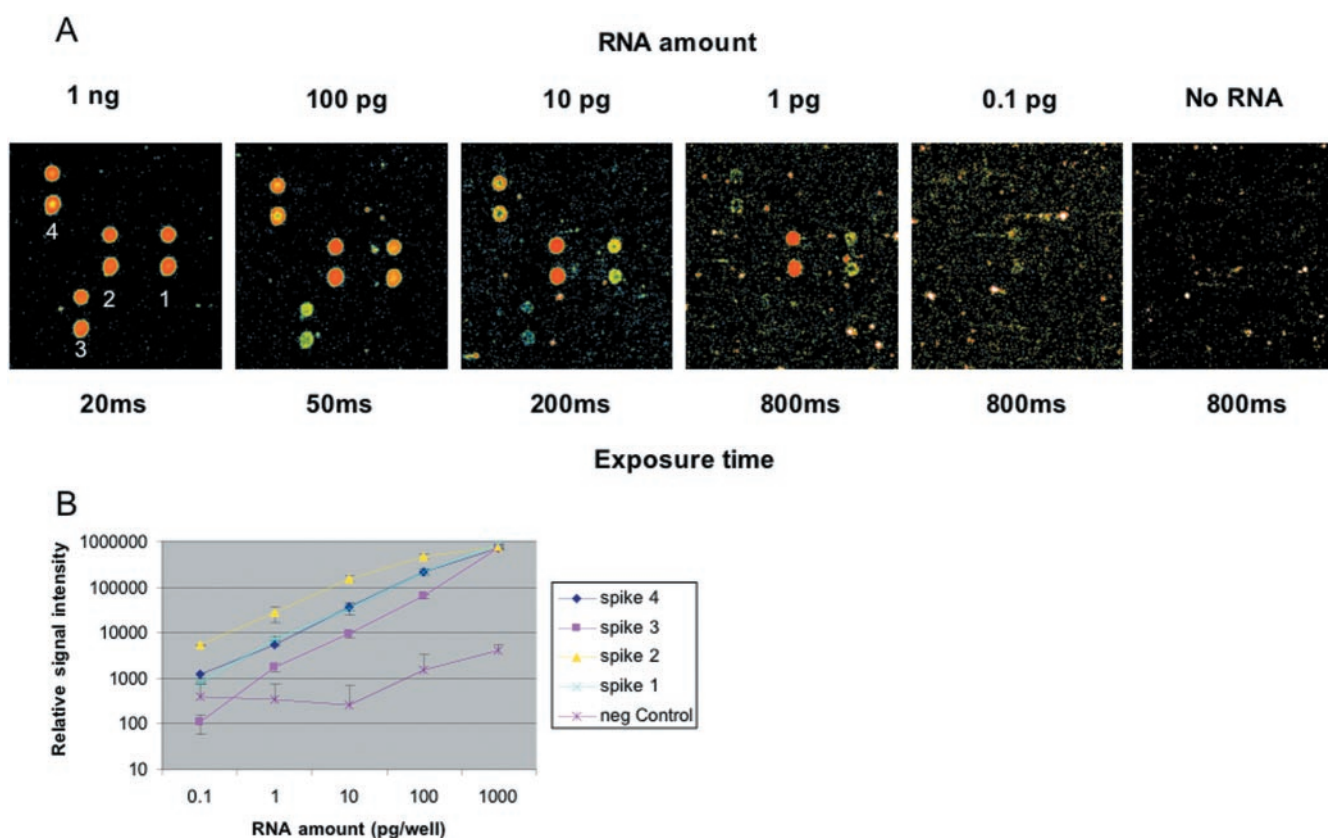 A
RNA amount
1 ng 100 pg 10 pg 1 pg 0.1 pg No RNA
4
2 1
3
20ms 50ms 200ms 800ms 800ms 800ms
Exposure time
B
Relative signal intensity
1000000
100000
10000
1000
100
10
0.1 1 10 100 1000
RNA amount (pg/well)
spike 4
spike 3
spike 2
spike 1
neg Control